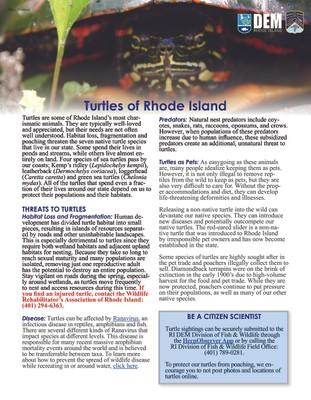 DEM
RHODE ISLAND
Turtles of Rhode Island
Turtles are some of Rhode Island's most char-
ismatic animals. They are typically well-loved
and appreciated, but their needs are not often
well understood. Habitat loss, fragmentation and
poaching threaten the seven native turtle species
that live in our state. Some spend their lives in
ponds and streams, while others live almost en-
tirely on land. Four species of sea turtles pass by
our coasts; Kemp's ridley (Lepidochelys kempii),
leatherback (Dermochelys coriacea), loggerhead
(Caretta caretta) and green sea turtles (Chelonia
mydas). All of the turtles that spend even a frac-
tion of their lives around our state depend on us to
protect their populations and their habitats.
THREATS TO TURTLES
Habitat Loss and Fragmentation: Human de-
velopment has divided turtle habitat into small
pieces, resulting in islands of resources separat-
ed by roads and other uninhabitable landscapes.
This is especially detrimental to turtles since they
require both wetland habitats and adjacent upland
habitats for nesting. Because they take so long to
reach sexual maturity and many populations are
isolated, removing just one reproductive adult
has the potential to destroy an entire population.
Stay vigilant on roads during the spring, especial-
ly around wetlands, as turtles move frequently
to nest and access resources during this time. If
you find an injured turtle, contact the Wildlife
Rehabilitator's Association of Rhode Island:
(401) 294-6363.
Disease: Turtles can be affected by Ranavirus, an
infectious disease in reptiles, amphibians and fish.
There are several different kinds of Ranavirus that
impact species at different levels. This disease is
responsible for many recent massive amphibian
mortality events around the world and is believed
to be transferrable between taxa. To learn more
about how to prevent the spread of wildlife disease
while recreating in or around water, click here.
Predators: Natural nest predators include coy-
otes, snakes, rats, raccoons, opossums, and crows.
However, when populations of these predators
increase due to human influence, these subsidized
predators create an additional, unnatural threat to
turtles.
Turtles as Pets: As easygoing as these animals
are, many people idealize keeping them as pets.
However, it is not only illegal to remove rep-
tiles from the wild to keep as pets, but they are
also very difficult to care for. Without the prop-
er accommodations and diet, they can develop
life-threatening deformities and illnesses.
Releasing a non-native turtle into the wild can
devastate our native species. They can introduce
new diseases and potentially outcompete our
native turtles. The red-eared slider is a non-na-
tive turtle that was introduced to Rhode Island
by irresponsible pet owners and has now become
established in the state.
Some species of turtles are highly sought after in
the pet trade and poachers illegally collect them to
sell. Diamondback terrapins were on the brink of
extinction in the early 1900's due to high-volume
harvest for the food and pet trade. While they are
now protected, poachers continue to put pressure
on their populations, as well as many of our other
native species.
BE A CITIZEN SCIENTIST
Turtle sightings can be securely submitted to the
RI DEM Division of Fish & Wildlife through
the HerpObserver App or by calling the
RI Division of Fish & Wildlife Field Office:
(401) 789-0281.
To protect our turtles from poaching, we en-
courage you to not post photos and locations of
turtles online.